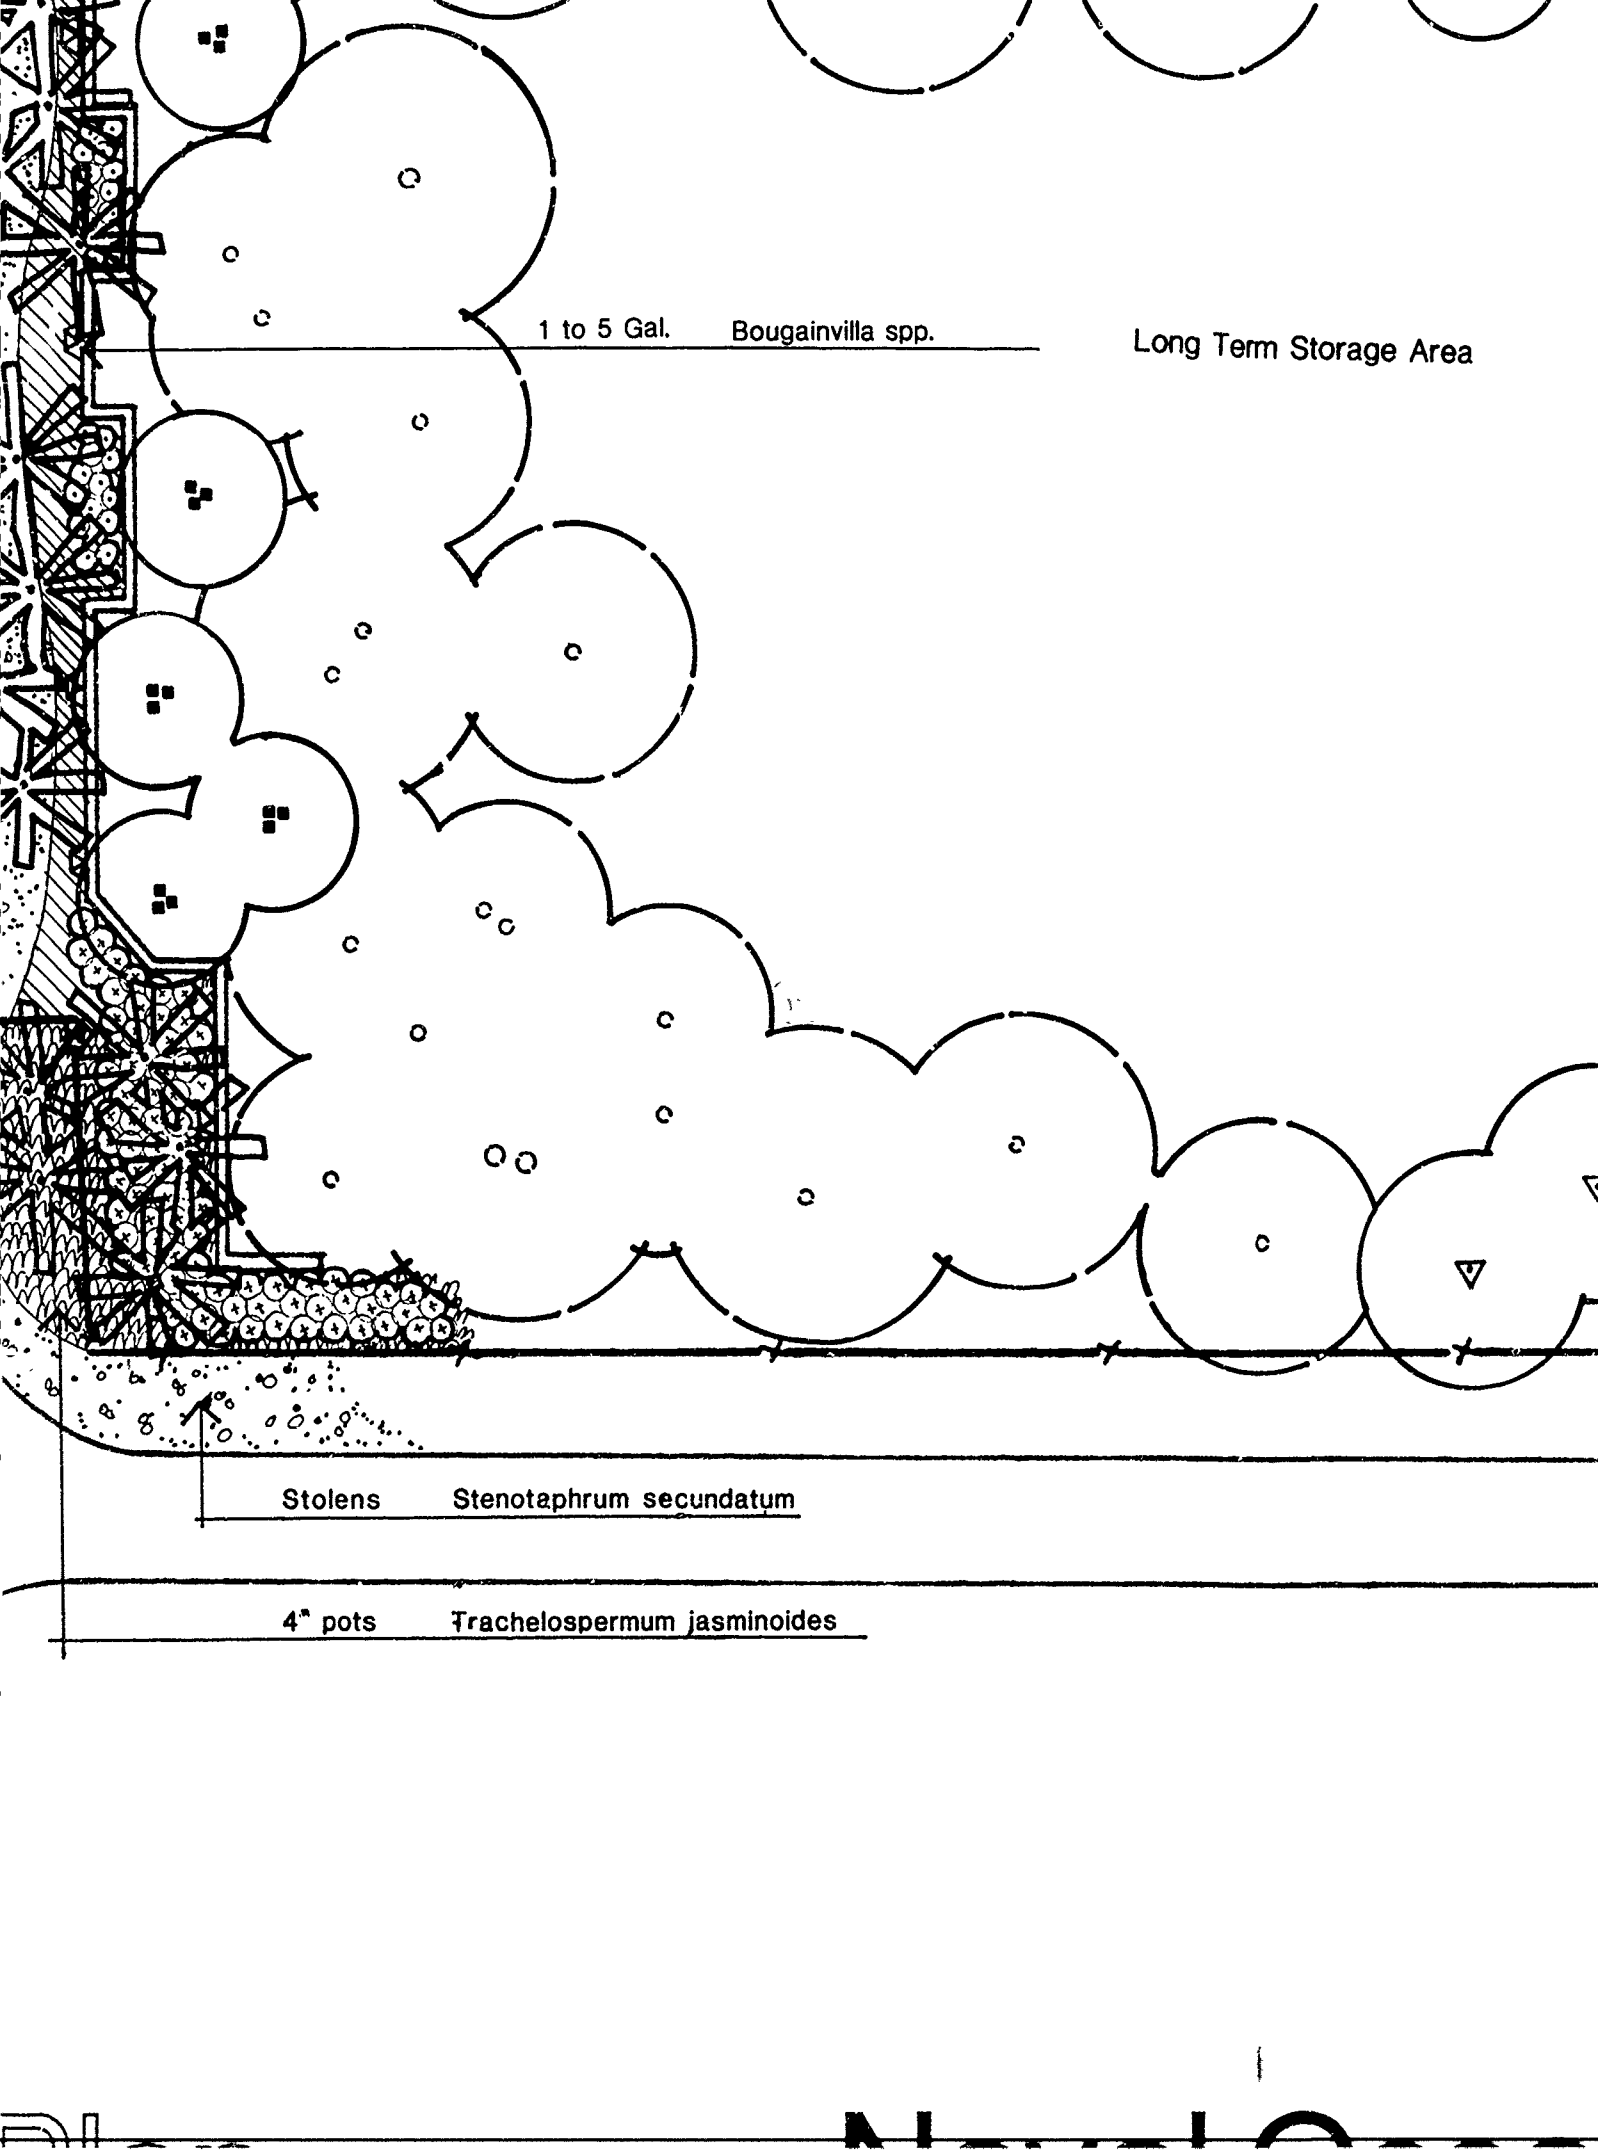 1 to 5 Gal. Bougainvilla spp.
Long Term Storage Area
Stolens Stenotaphrum secundatum
4" pots Trachelospermum jasminoides